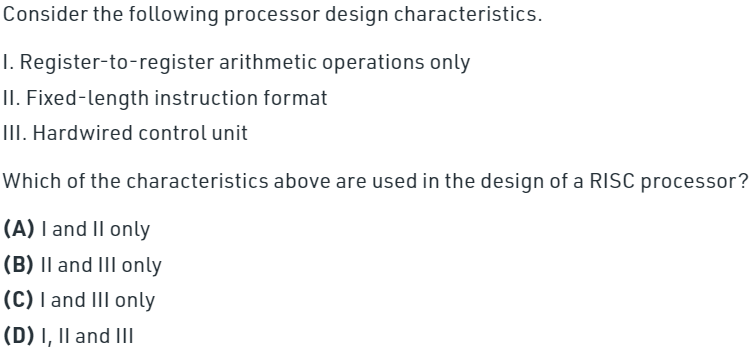 Consider the following processor design characteristics.
I. Register-to-register arithmetic operations only
II. Fixed-length instruction format
III. Hardwired control unit
Which of the characteristics above are used in the design of a RISC processor?
(A) I and II only
(B) II and III only
(C) I and III only
(D) I, II and III